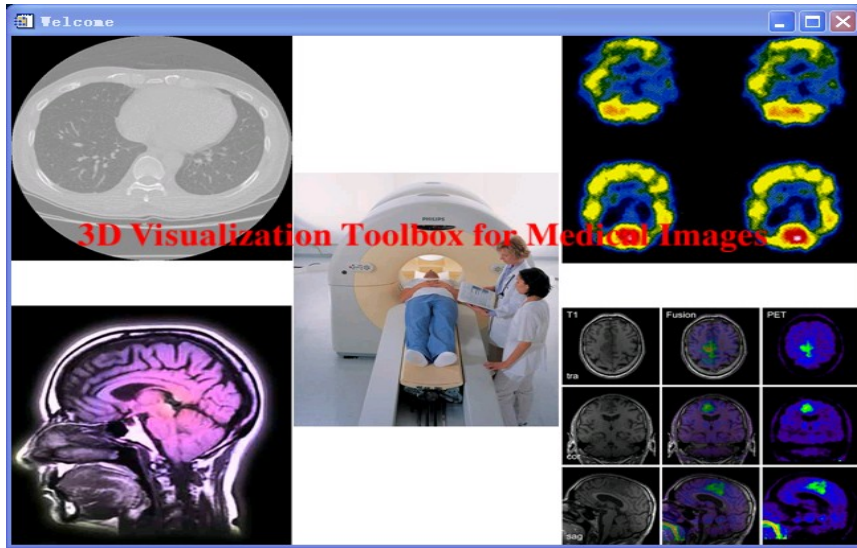 Welcome
PHILIPS
3D Visualization Toolbox for Medical Images
T1 Fusion PET
tra
cor
sag